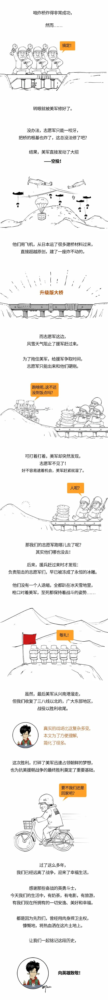 咱炸桥炸得非常成功，
然而……
搞定！
转眼就被美军修好了。
没办法，志愿军只能一咬牙，
把桥的根基也炸了，这总没法修了吧？
结果，美军直接发动了大招
——空投！
U.S.
他们用飞机，从日本运了很多建桥材料过来，
直接超越原创，建了一座炸不动的，
升级版大桥
而志愿军这边，
风雪天气阻止了援军赶过来。
为了拖住美军，给援军争取时间，
志愿军只能出来和他们硬刚。
跑啥呢，这不还
没到饭点吗？
可打着打着，美军却突然发现，
志愿军不见了！
好不容易逮着机会，美军赶紧就溜了。
人呢？
那我们的志愿军跑哪儿去了呢？
其实他们哪也没去！
后来，援兵赶过来时才发现：
负责阻击的志愿军们，早已被冻成了永恒的冰雕。
他们没有一个人退缩，全都趴在冰天雪地里，
枪口对着美军，至死都保持着战斗的姿势……
敬礼！
虽然，最后美军从兴南港溜走，
但我们收复了三八线以北的，广大东部地区，
战役以胜利收尾。
真实的战场比这复杂多变，
本文为了方便理解，
简化了很多。
这次胜利，打碎了美军迅速占领朝鲜的梦想，
也为抗美援朝战争的最终胜利奠定了重要基础，
要不我们还是
回家吧？
U.S.
过了这么多年，
我们已经远离了战争，迎来了幸福生活，
感谢那些奋战的英勇斗士，
今天我们的生活中，有奶茶，有电影，有旅游，
有我们现在所拥有的一切安逸、美好和幸福，
都是因为先烈们，曾经用肉身捍卫主权，
慷慨地，将热血洒在这片土地上。
让我们一起铭记这段历史，
向英雄致敬！